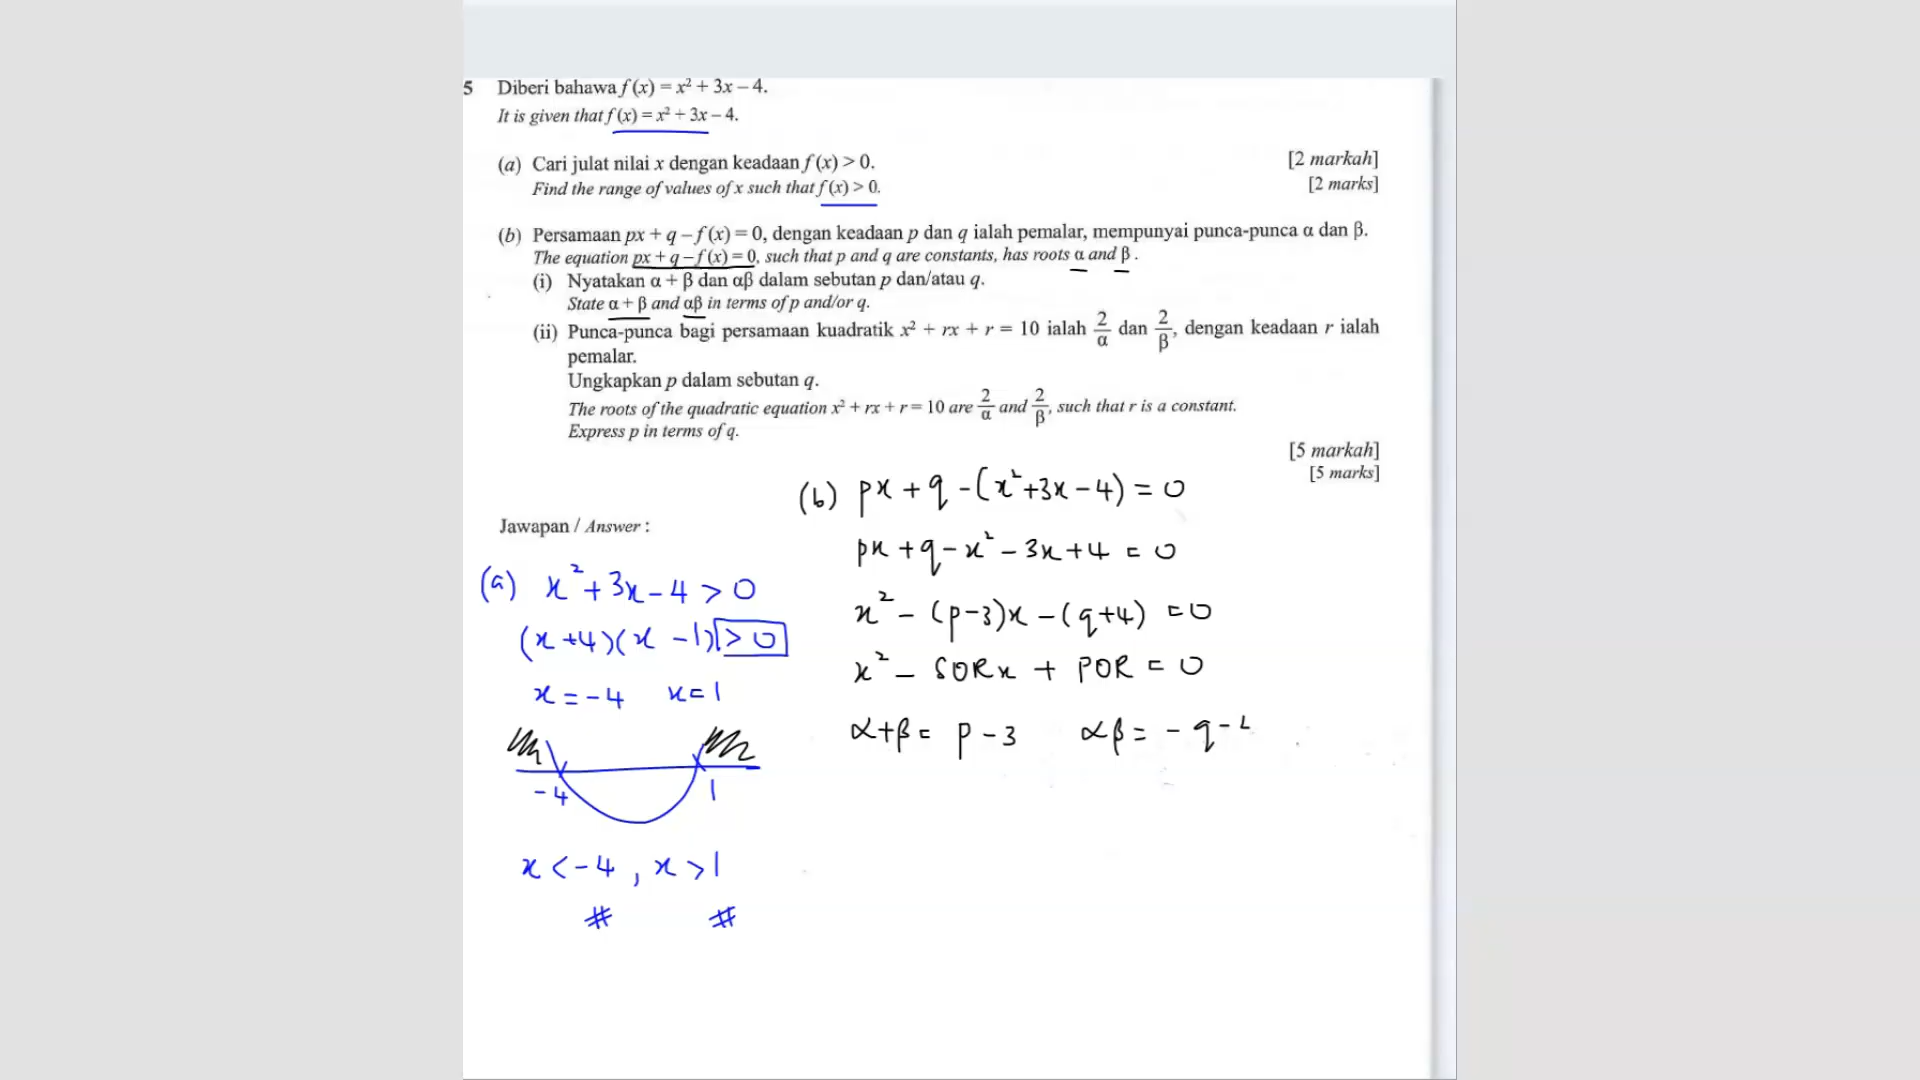 5 Diberi bahawa f(x) = x² + 3x – 4.
It is given that f(x) = x² + 3x – 4.
(a) Cari julat nilai x dengan keadaan f(x) > 0. [2 markah]
Find the range of values of x such that f(x) > 0. [2 marks]
(b) Persamaan px + q – f(x) = 0, dengan keadaan p dan q ialah pemalar, mempunyai punca-punca α dan β.
The equation px + q – f(x) = 0, such that p and q are constants, has roots α and β.
(i) Nyatakan α + β dan αβ dalam sebutan p dan/atau q.
State α + β and αβ in terms of p and/or q.
(ii) Punca-punca bagi persamaan kuadratik x² + rx + r = 10 ialah 2/α dan 2/β, dengan keadaan r ialah
pemalar.
Ungkapkan p dalam sebutan q.
The roots of the quadratic equation x² + rx + r = 10 are 2/α and 2/β, such that r is a constant.
Express p in terms of q.
[5 markah]
[5 marks]
Jawapan / Answer :
(a) x² + 3x – 4 > 0
(x + 4)(x – 1) > 0
x = – 4 x = 1
– 4 1
x < – 4 , x > 1
# #
(b) px + q – (x² + 3x – 4) = 0
px + q – x² – 3x + 4 = 0
x² – (p – 3)x – (q + 4) = 0
x² – SORx + POR = 0
α + β = p – 3 αβ = – q –